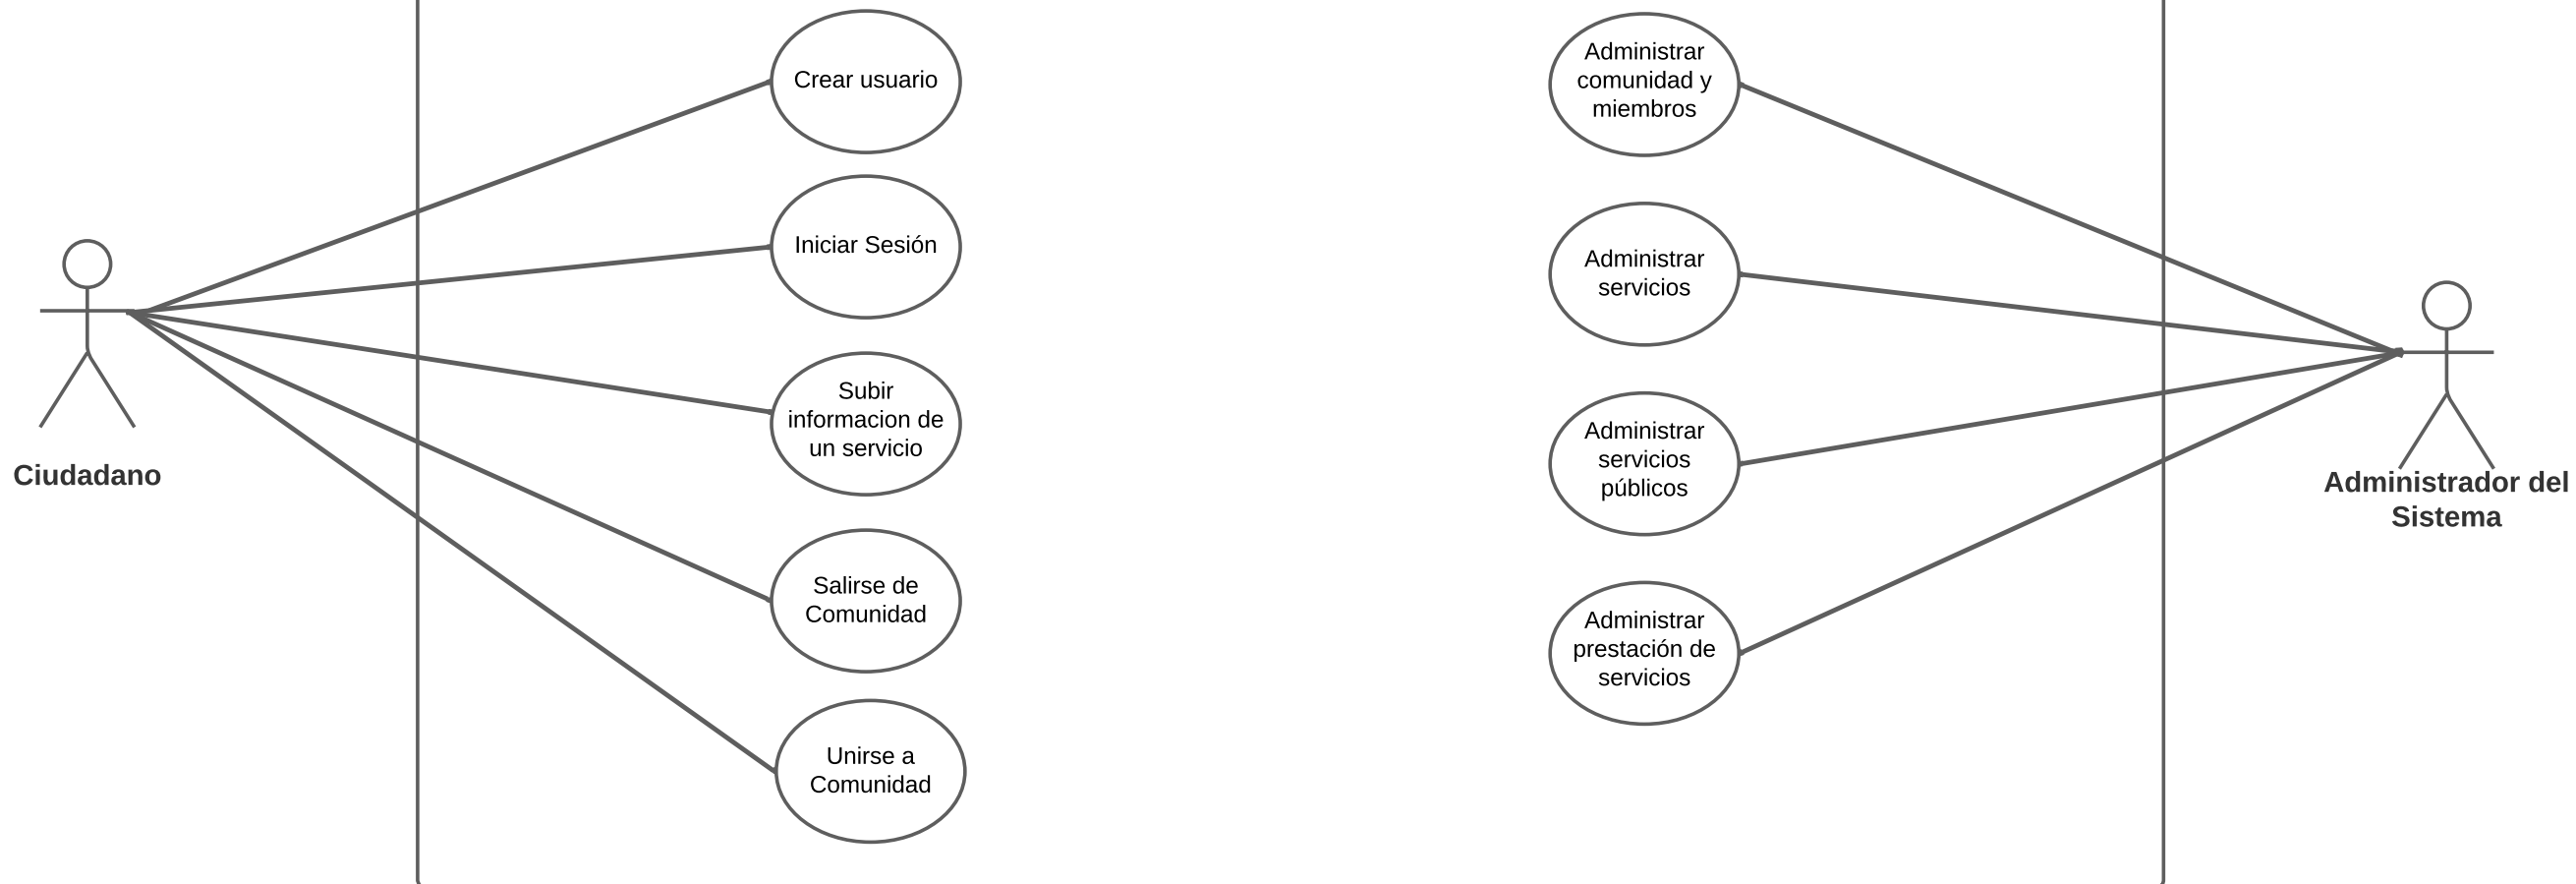 Crear usuario
Iniciar Sesión
Subir
informacion de
un servicio
Salirse de
Comunidad
Unirse a
Comunidad
Ciudadano
Administrar
comunidad y
miembros
Administrar
servicios
Administrar
servicios
públicos
Administrar
prestación de
servicios
Administrador del
Sistema